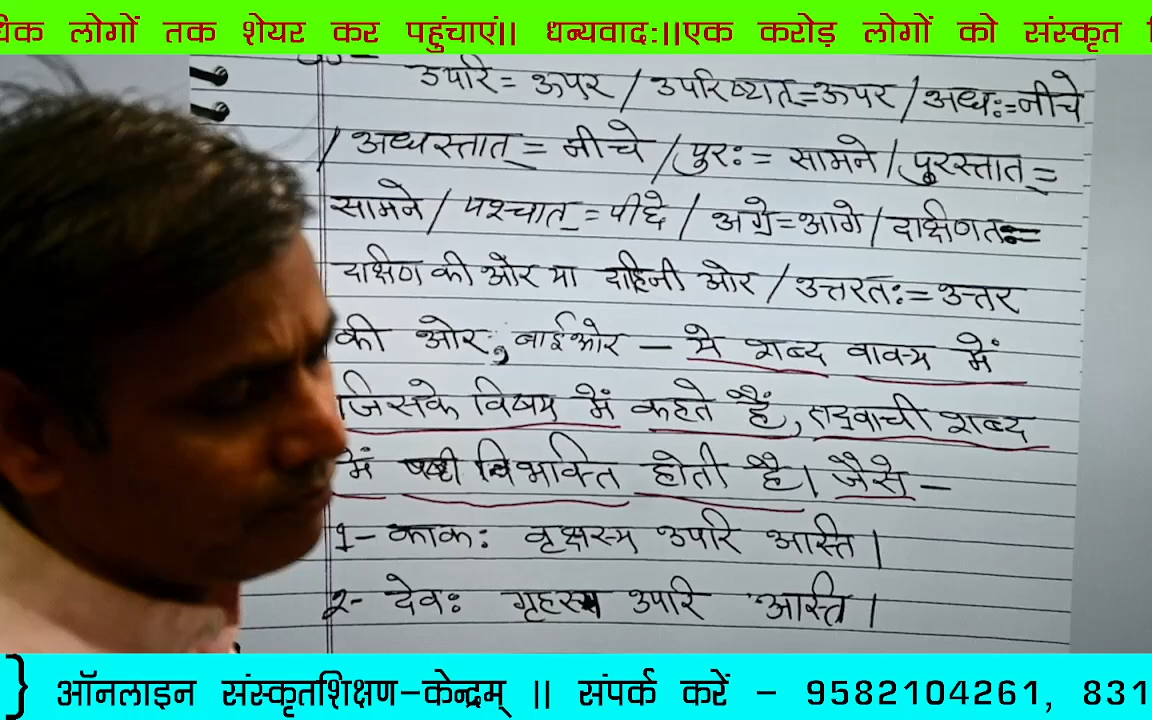 धिक लोगों तक शेयर कर पहुंचाएं॥ धन्यवादः॥एक करोड़ लोगों को संस्कृत
उपरि = ऊपर / उपरिष्यात् = ऊपर / अधः = नीचे
/ अधस्तात् = नीचे / पुरः = सामने / पुरस्तात् =
सामने / पश्चात् = पीछे / अग्रे = आगे / दक्षिणतः =
दक्षिण की ओर या दाहिनी ओर / उत्तरतः = उत्तर
की ओर, बाईओर – ये शब्द वाक्य में
जिसके विषय में कहते हैं, तद्वाची शब्द
में षष्ठी विभक्ति होती है। जैसे –
1- काकः वृक्षस्य उपरि अस्ति।
२- देवः गृहस्य उपरि अस्ति।
} ऑनलाइन संस्कृतशिक्षण-केन्द्रम् || संपर्क करें - 9582104261, 831